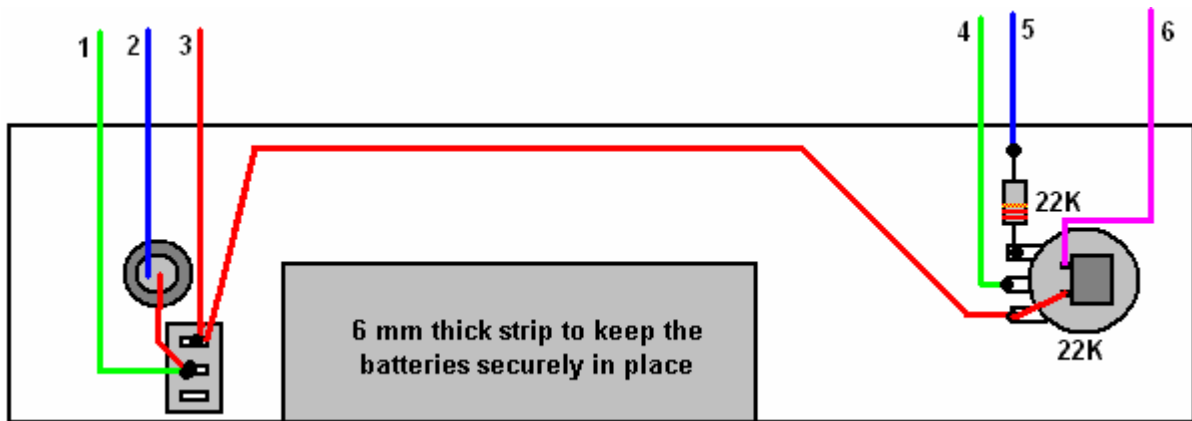 1
2
3
4
5
6
22K
6 mm thick strip to keep the
batteries securely in place
22K